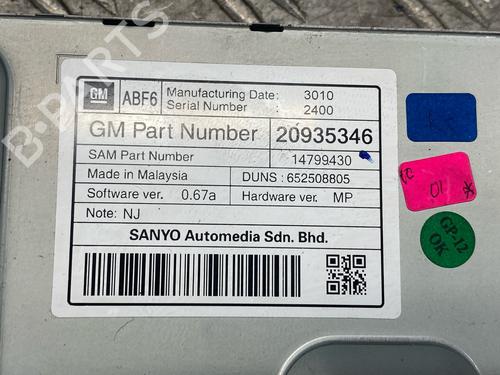 GM
ABF6
Manufacturing Date: 3010
Serial Number : 2400
GM Part Number 20935346
SAM Part Number 14799430
Made in Malaysia DUNS : 652508805
Software ver. 0.67a Hardware ver. MP
Note: NJ
SANYO Automedia Sdn. Bhd.
01
GP-12
OK
B-PARTS